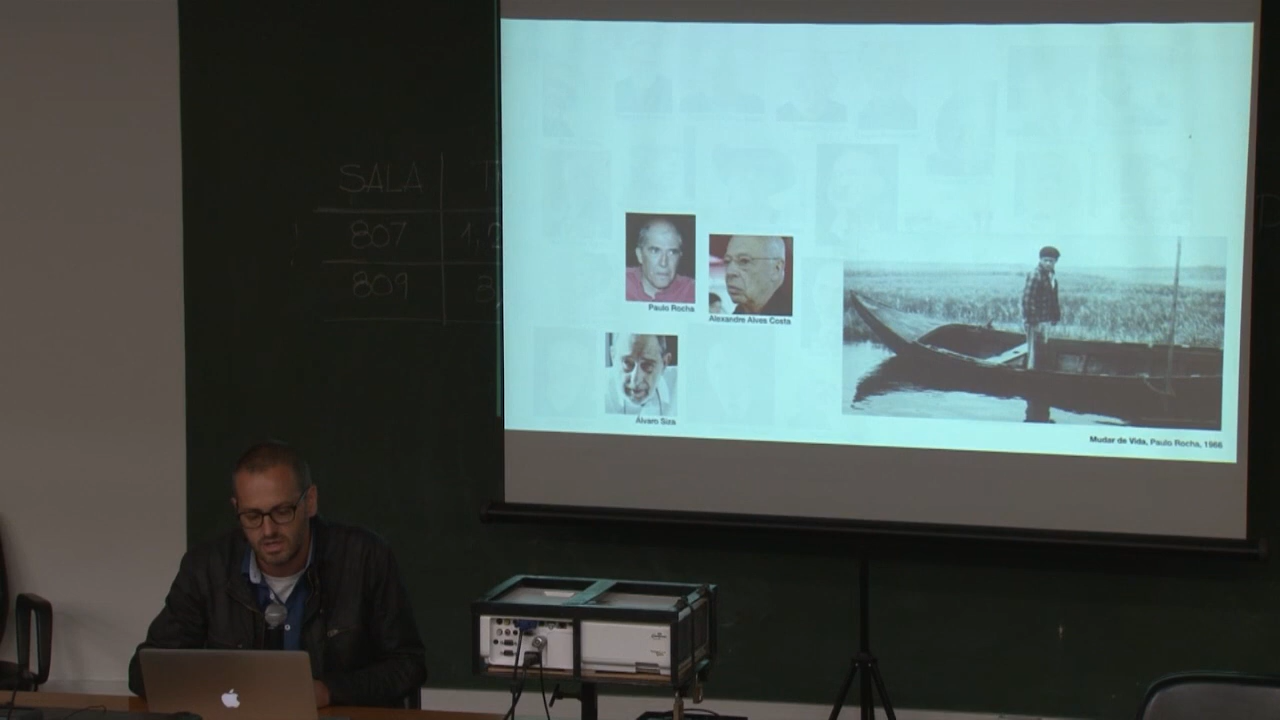 SALA
807
809
Paulo Rocha
Alexandre Alves Costa
Álvaro Siza
Mudar de Vida, Paulo Rocha, 1966